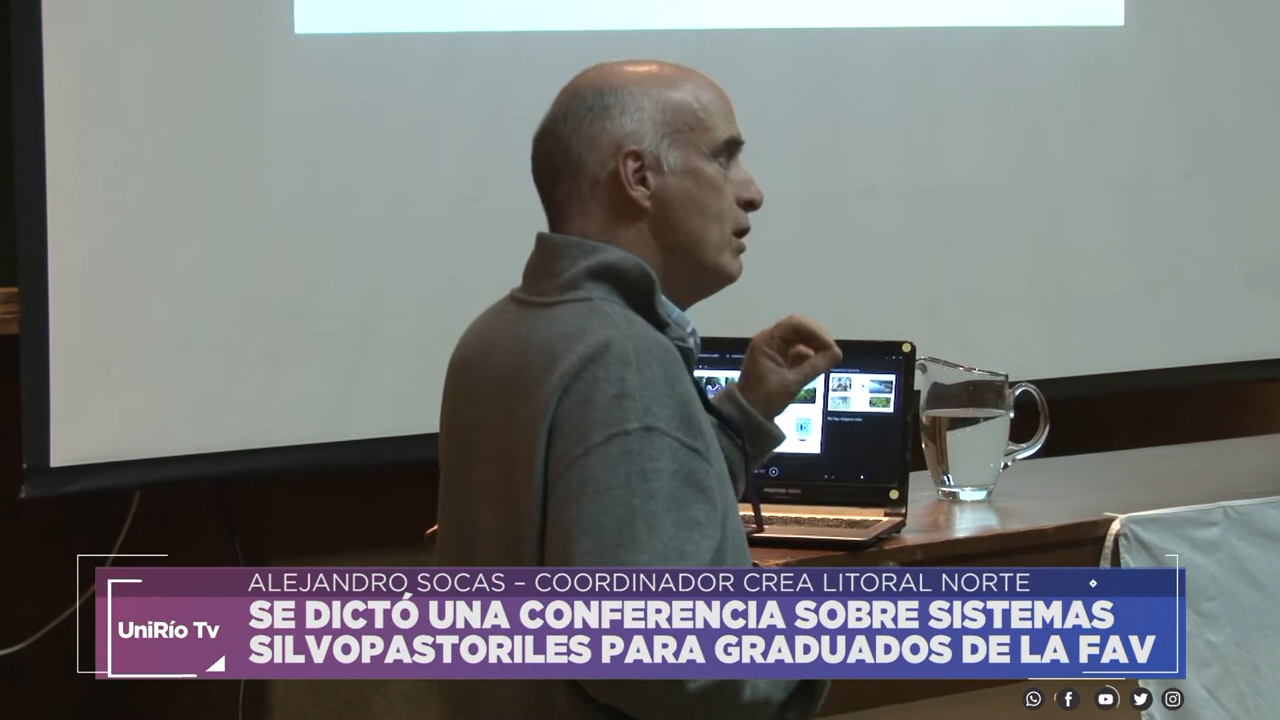 ALEJANDRO SOCAS – COORDINADOR CREA LITORAL NORTE
SE DICTÓ UNA CONFERENCIA SOBRE SISTEMAS
SILVOPASTORILES PARA GRADUADOS DE LA FAV
UniRío Tv